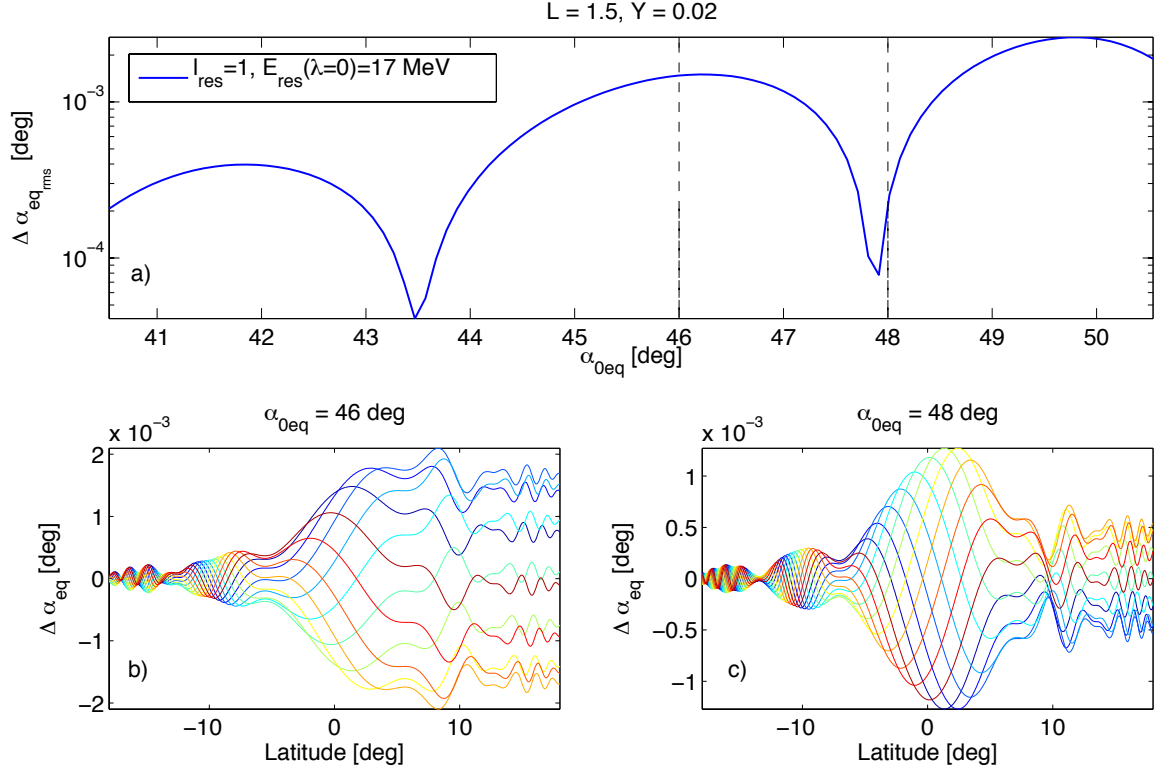 L = 1.5, Y = 0.02
Δ α_eq_rms [deg]
10^-3
10^-4
l_res=1, E_res(λ=0)=17 MeV
a)
41 42 43 44 45 46 47 48 49 50
α_0eq [deg]
α_0eq = 46 deg
x 10^-3
Δ α_eq [deg]
2
1
0
−1
−2
b)
−10 0 10
Latitude [deg]
α_0eq = 48 deg
x 10^-3
Δ α_eq [deg]
1
0.5
0
−0.5
−1
c)
−10 0 10
Latitude [deg]